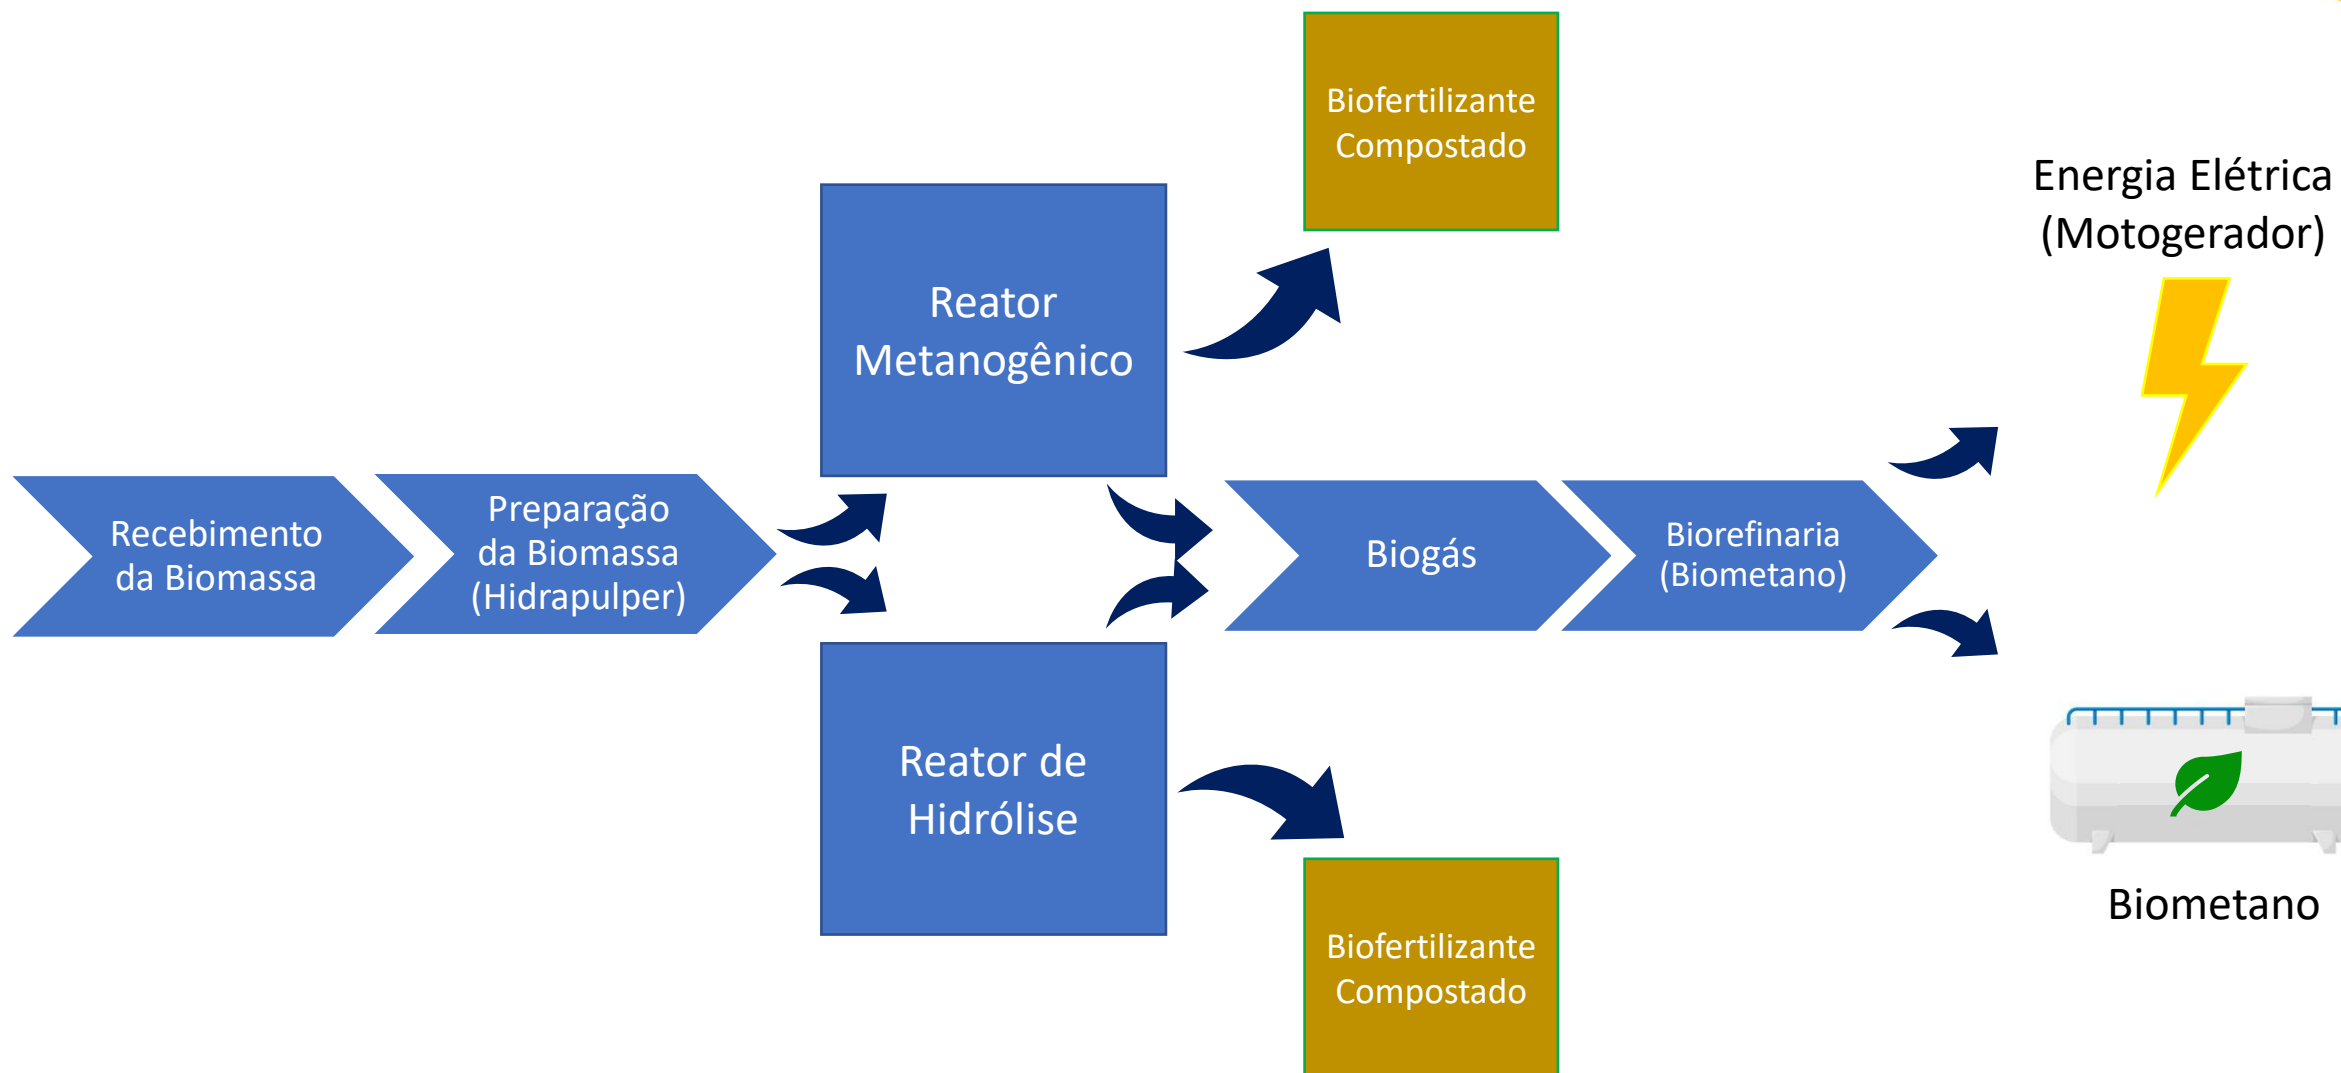 Recebimento
da Biomassa
Preparação
da Biomassa
(Hidrapulper)
Reator
Metanogênico
Reator de
Hidrólise
Biofertilizante
Compostado
Biofertilizante
Compostado
Biogás
Biorefinaria
(Biometano)
Energia Elétrica
(Motogerador)
Biometano